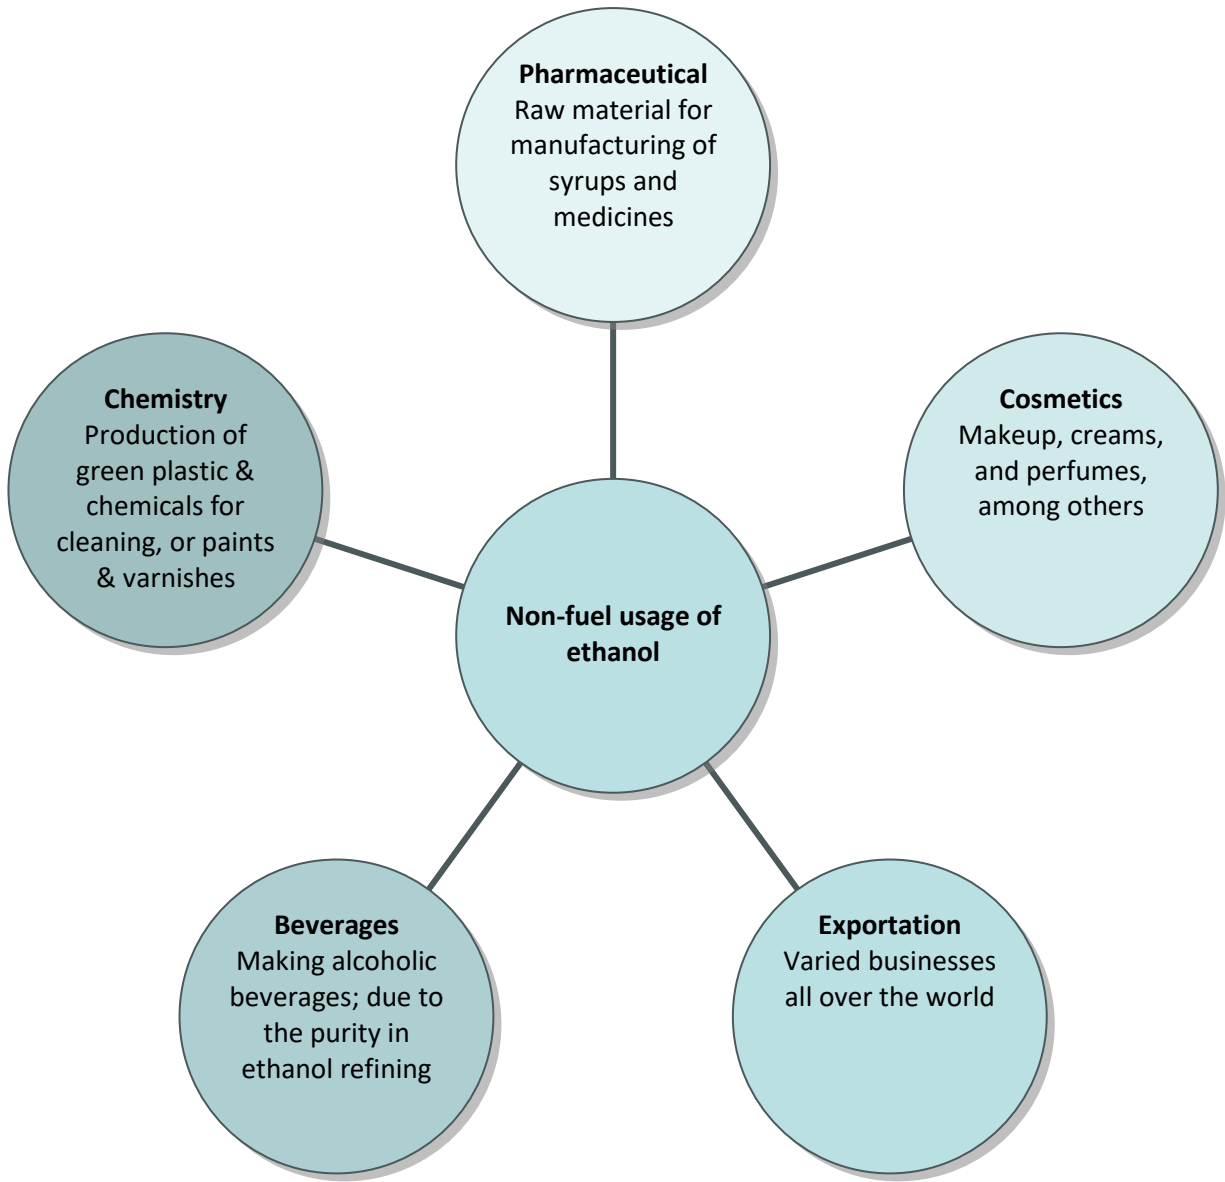 Pharmaceutical
Raw material for
manufacturing of
syrups and
medicines
Chemistry
Production of
green plastic &
chemicals for
cleaning, or paints
& varnishes
Cosmetics
Makeup, creams,
and perfumes,
among others
Non-fuel usage of
ethanol
Beverages
Making alcoholic
beverages; due to
the purity in
ethanol refining
Exportation
Varied businesses
all over the world